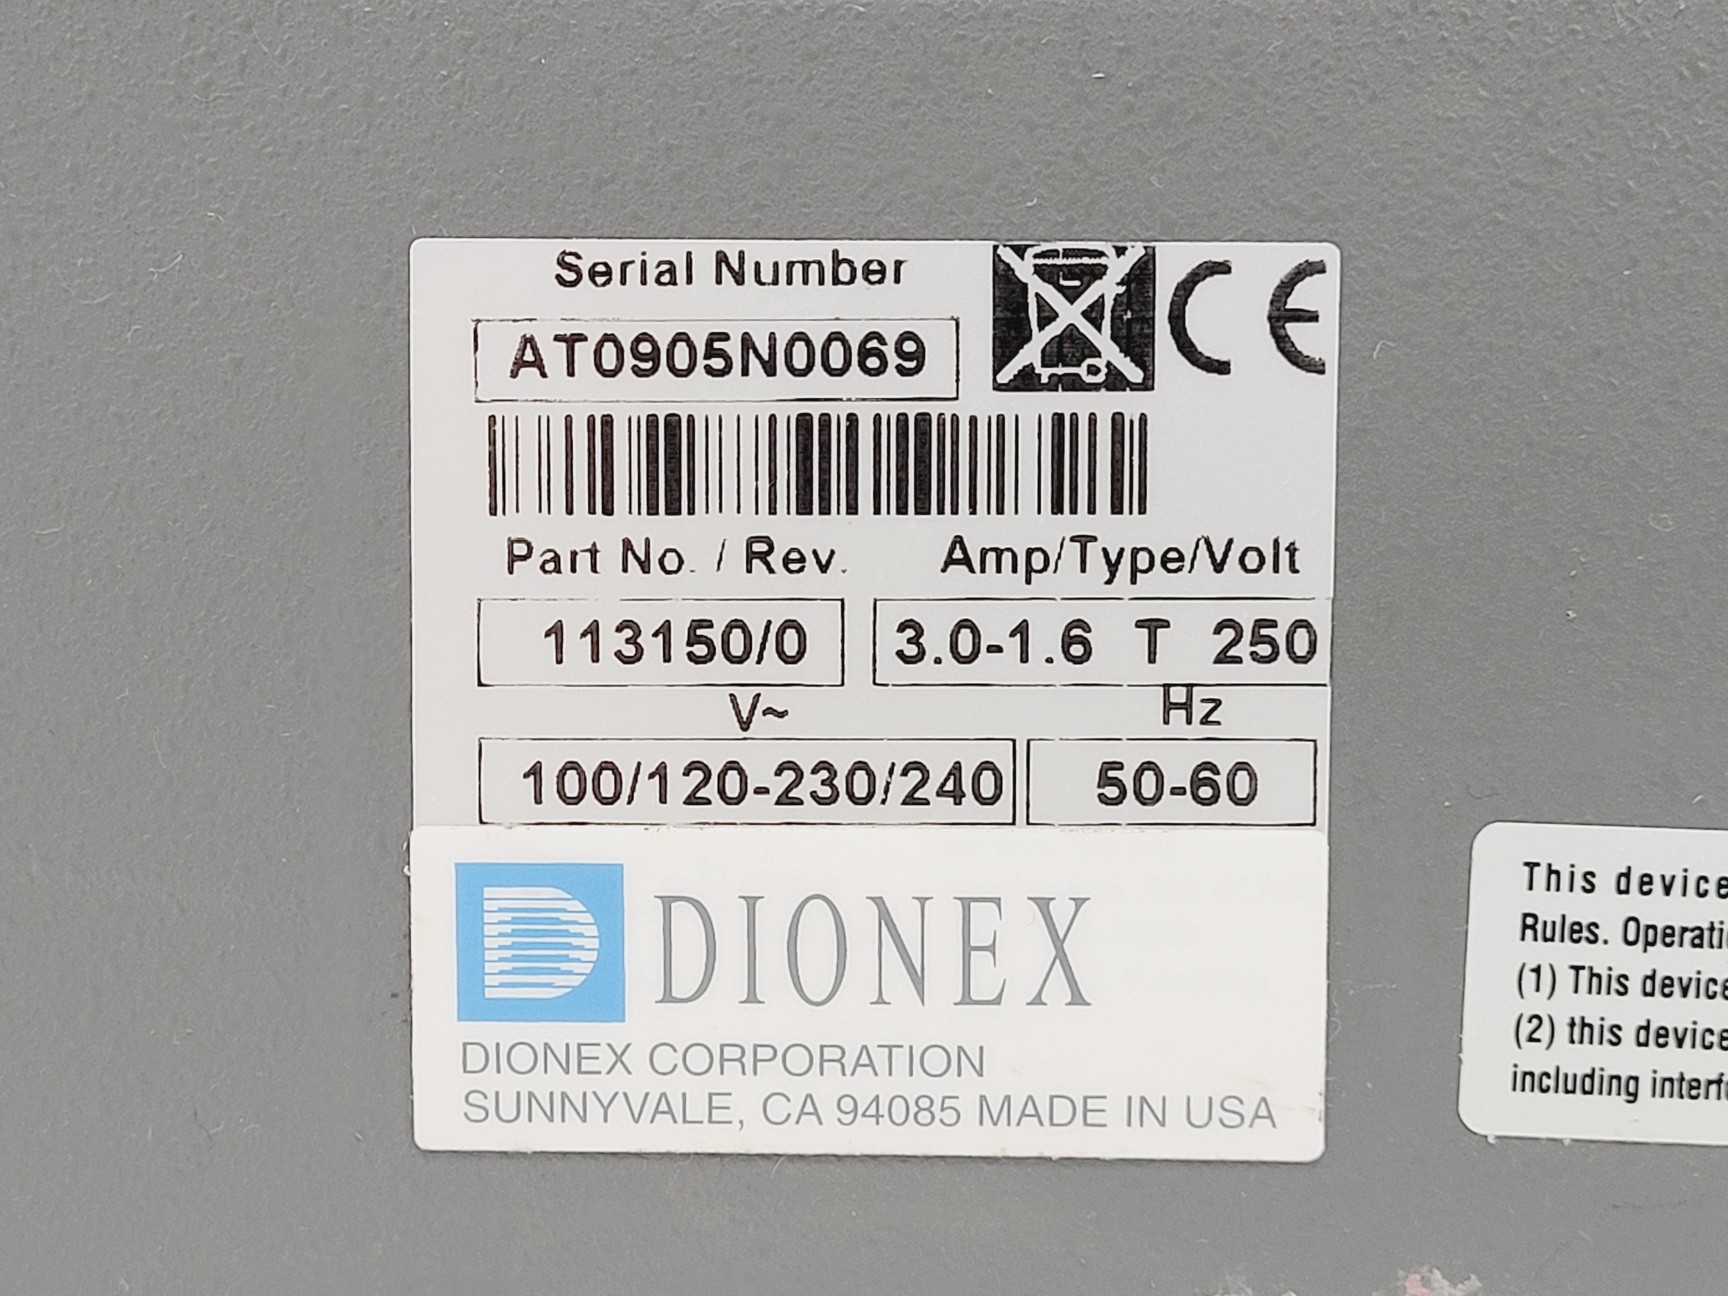 Serial Number
CE
AT0905N0069
Part No. / Rev.
Amp/Type/Volt
113150/0
3.0-1.6 T 250
V~
Hz
100/120-230/240
50-60
DIONEX
DIONEX CORPORATION
SUNNYVALE, CA 94085 MADE IN USA
This device
Rules. Operati
(1) This device
(2) this device
including interf